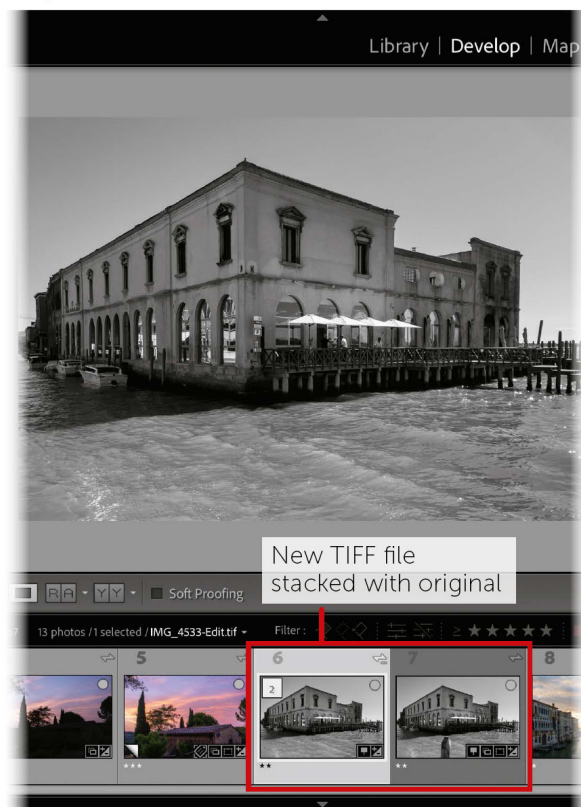 Library | Develop | Map
New TIFF file
stacked with original
RA YY Soft Proofing
7 13 photos / 1 selected / IMG_4533-Edit.tif Filter: ≥ ★★★★★
5 6 7 8
2
★★★ ★★ ★★